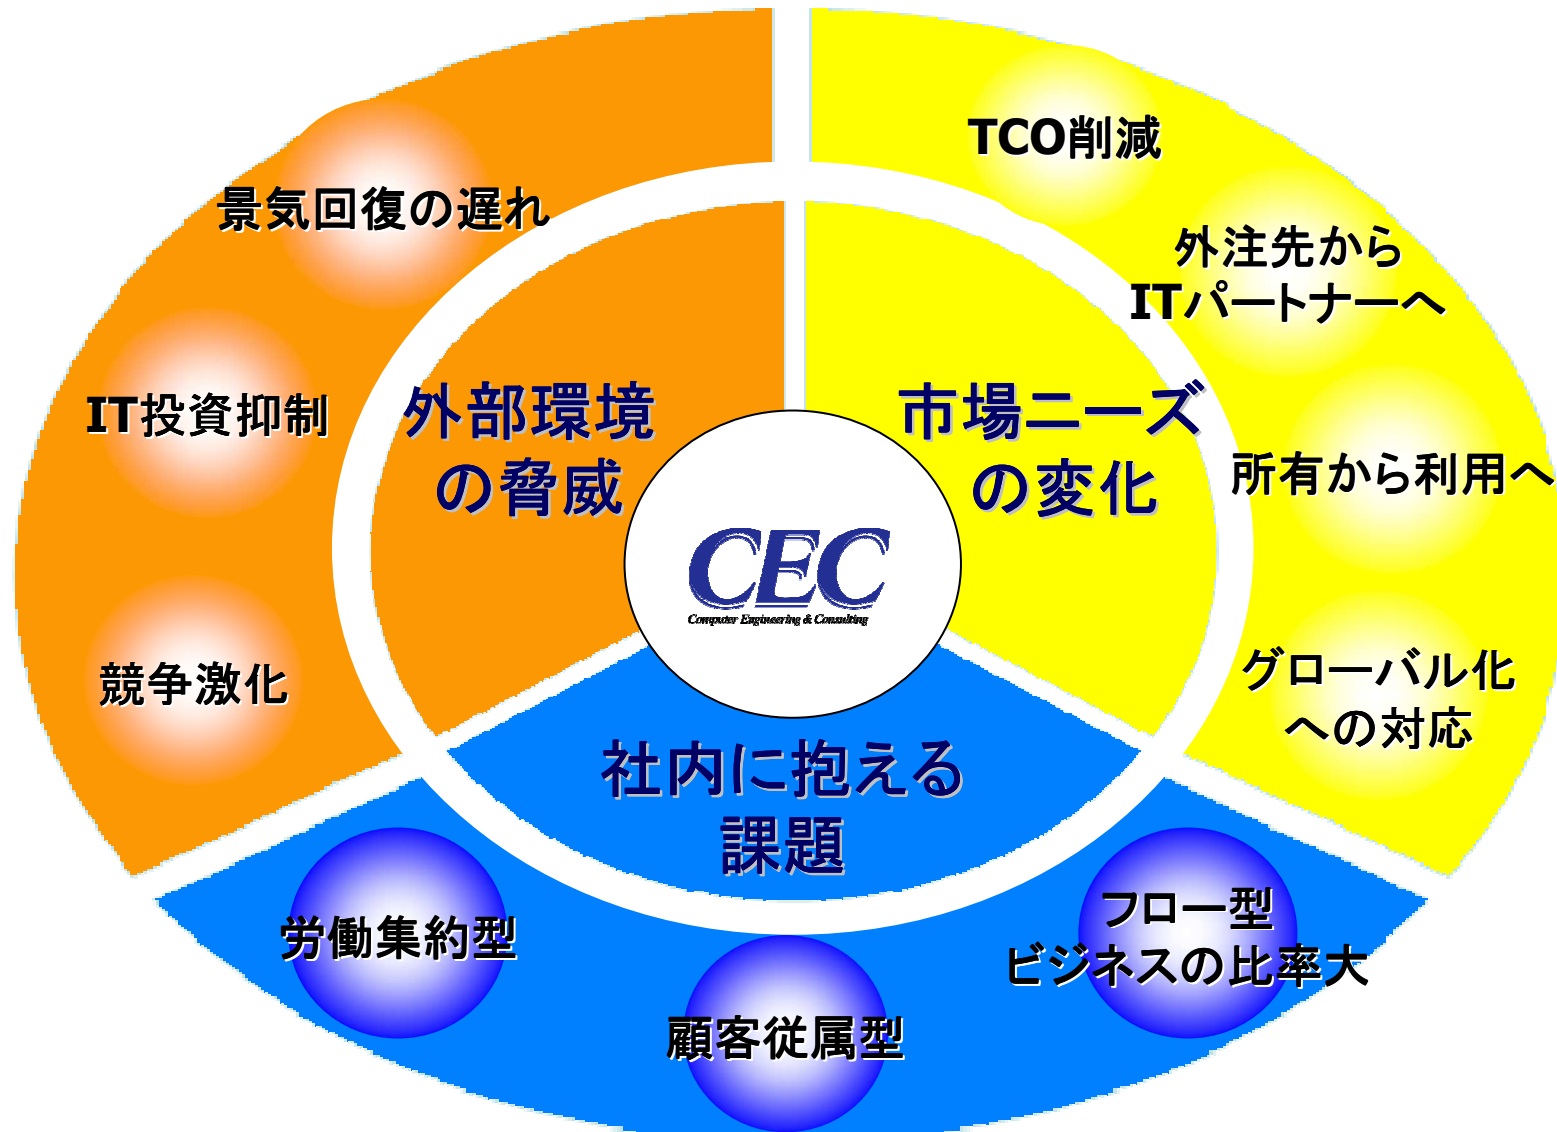 景気回復の遅れ
IT投資抑制
競争激化
外部環境
の脅威
TCO削減
外注先から
ITパートナーへ
所有から利用へ
グローバル化
への対応
市場ニーズ
の変化
CEC
Computer Engineering & Consulting
社内に抱える
課題
労働集約型
顧客従属型
フロー型
ビジネスの比率大